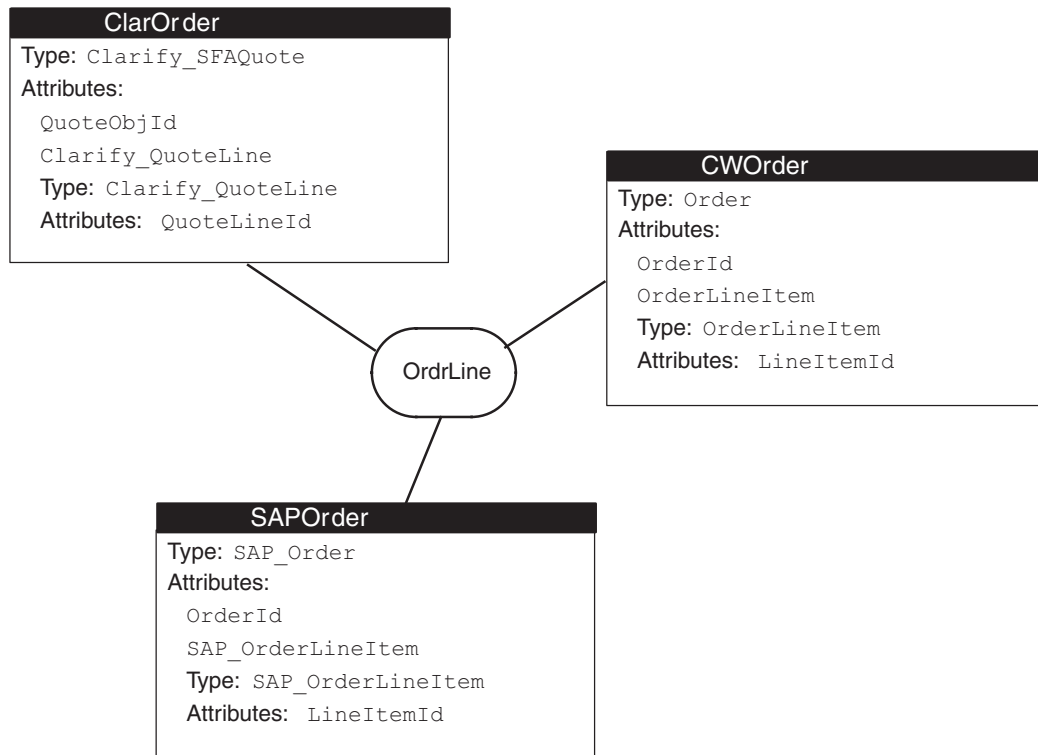 ClarOrder
Type: Clarify_SFAQuote
Attributes:
QuoteObjId
Clarify_QuoteLine
Type: Clarify_QuoteLine
Attributes: QuoteLineId
CWOrder
Type: Order
Attributes:
OrderId
OrderLineItem
Type: OrderLineItem
Attributes: LineItemId
OrdrLine
SAPOrder
Type: SAP_Order
Attributes:
OrderId
SAP_OrderLineItem
Type: SAP_OrderLineItem
Attributes: LineItemId